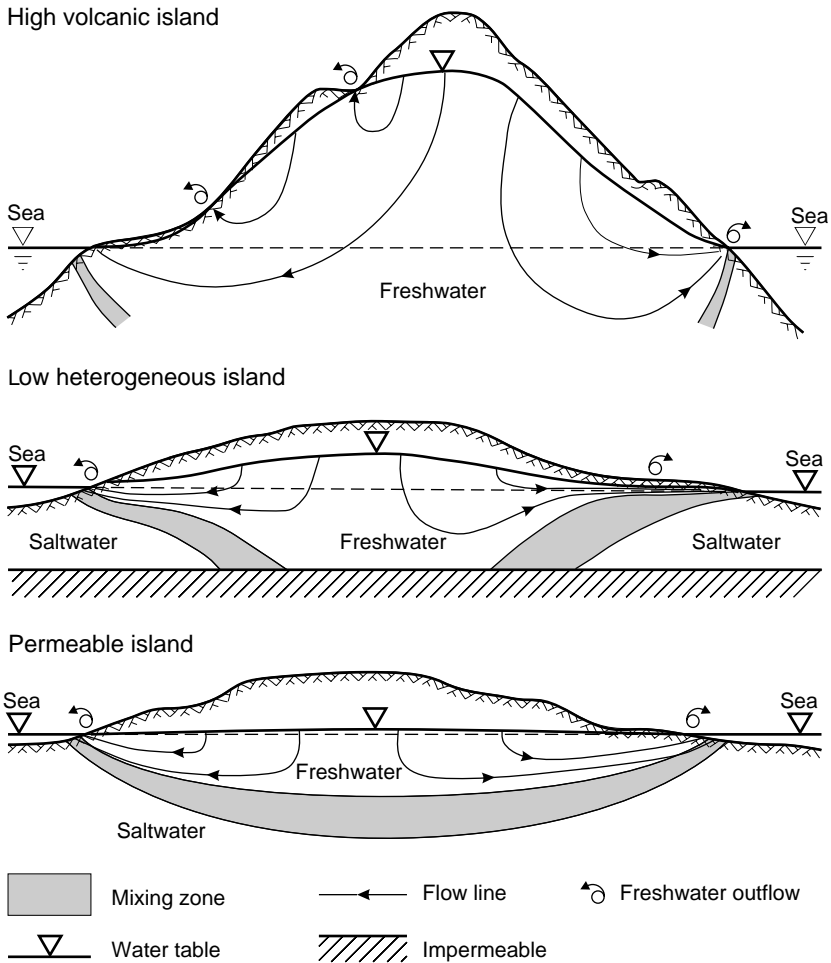 High volcanic island
Sea
Sea
Freshwater
Low heterogeneous island
Sea
Sea
Saltwater
Freshwater
Saltwater
Permeable island
Sea
Sea
Freshwater
Saltwater
Mixing zone
Flow line
Freshwater outflow
Water table
Impermeable